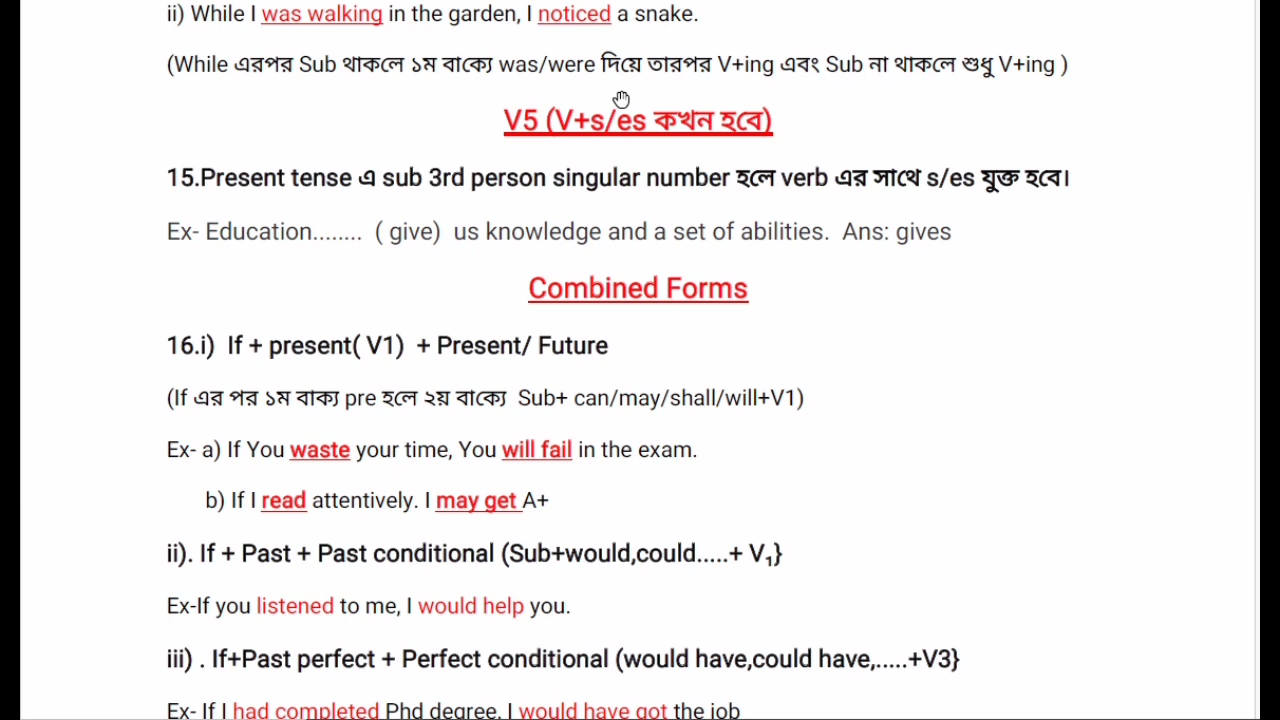 ii) While I was walking in the garden, I noticed a snake.
(While এরপর Sub থাকলে ১ম বাক্যে was/were দিয়ে তারপর V+ing এবং Sub না থাকলে শুধু V+ing )
V5 (V+s/es কখন হবে)
15.Present tense এ sub 3rd person singular number হলে verb এর সাথে s/es যুক্ত হবে।
Ex- Education........ ( give) us knowledge and a set of abilities. Ans: gives
Combined Forms
16.i) If + present( V1) + Present/ Future
(If এর পর ১ম বাক্য pre হলে ২য় বাক্যে Sub+ can/may/shall/will+V1)
Ex- a) If You waste your time, You will fail in the exam.
b) If I read attentively. I may get A+
ii). If + Past + Past conditional (Sub+would,could.....+ V₁}
Ex-If you listened to me, I would help you.
iii) . If+Past perfect + Perfect conditional (would have,could have,.....+V3}
Ex- If I had completed Phd degree, I would have got the job